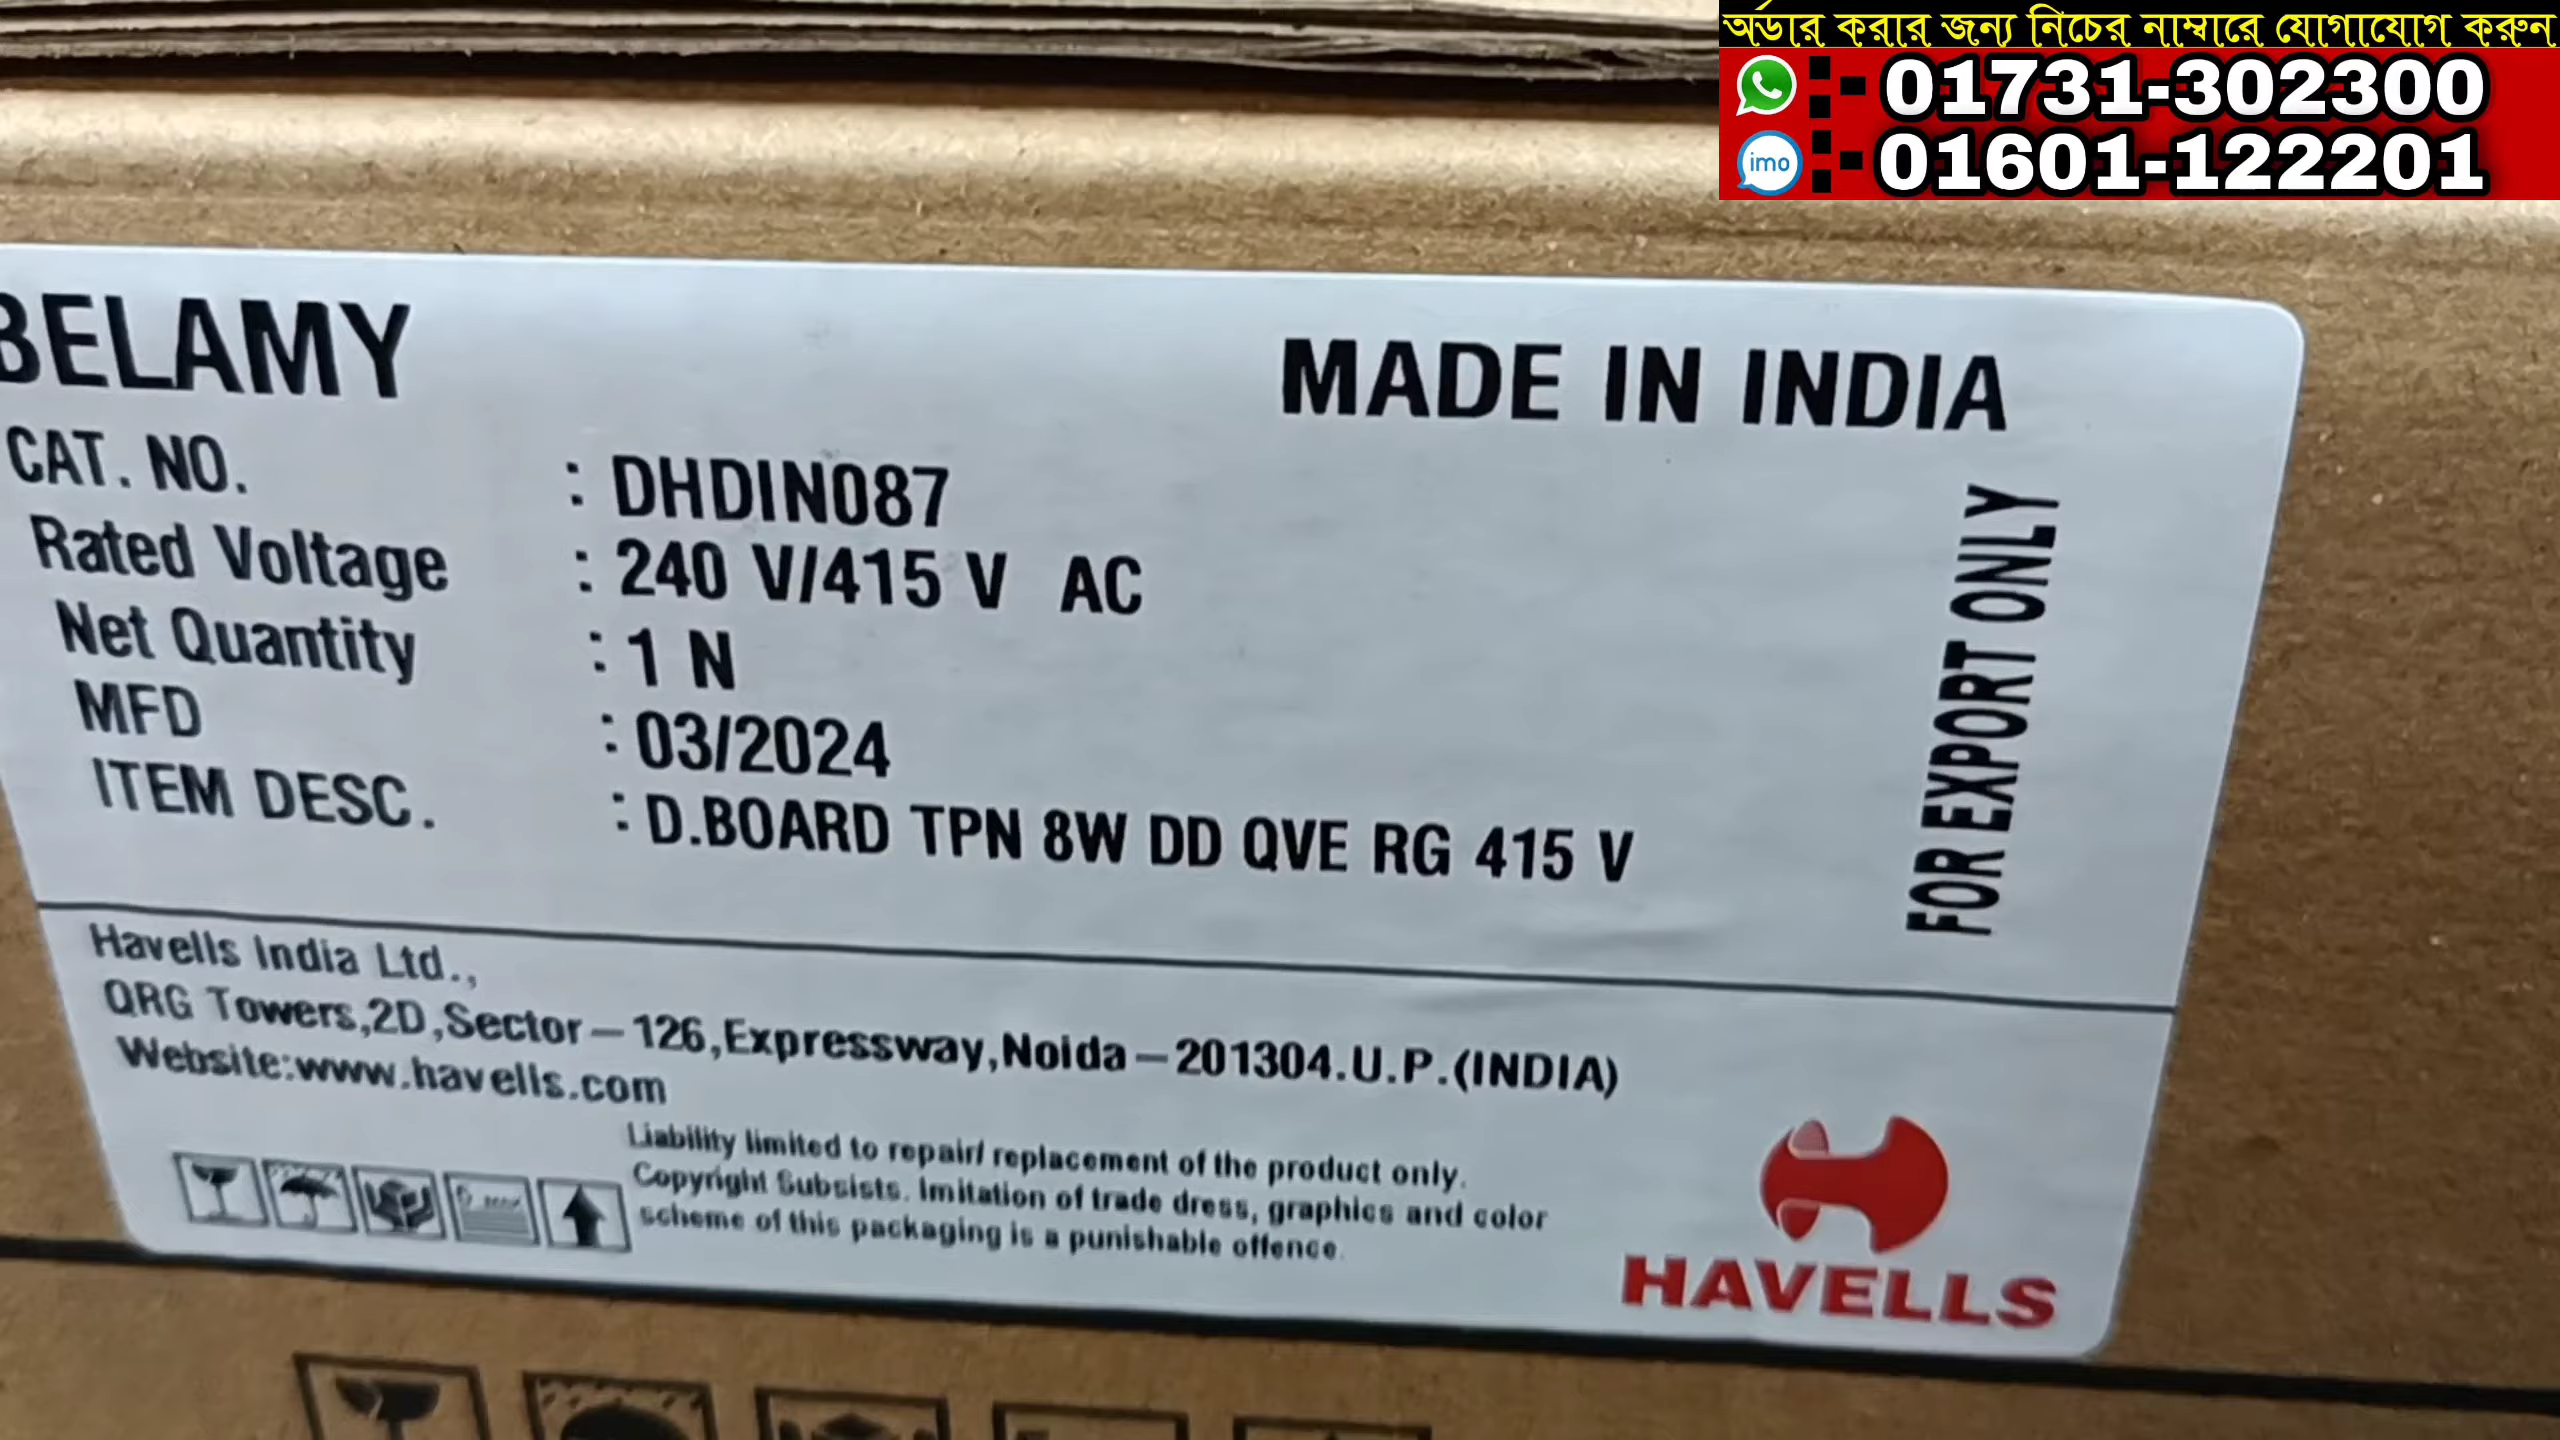 অর্ডার করার জন্য নিচের নাম্বারে যোগাযোগ করুন
:- 01731-302300
imo :- 01601-122201
BELAMY
MADE IN INDIA
CAT. NO. : DHDIN087
Rated Voltage : 240 V/415 V AC
Net Quantity : 1 N
MFD : 03/2024
ITEM DESC. : D.BOARD TPN 8W DD QVE RG 415 V
FOR EXPORT ONLY
Havells India Ltd.,
QRG Towers,2D,Sector–126,Expressway,Noida–201304.U.P.(INDIA)
Website:www.havells.com
Liability limited to repair/ replacement of the product only.
Copyright Subsists. Imitation of trade dress, graphics and color
scheme of this packaging is a punishable offence.
HAVELLS